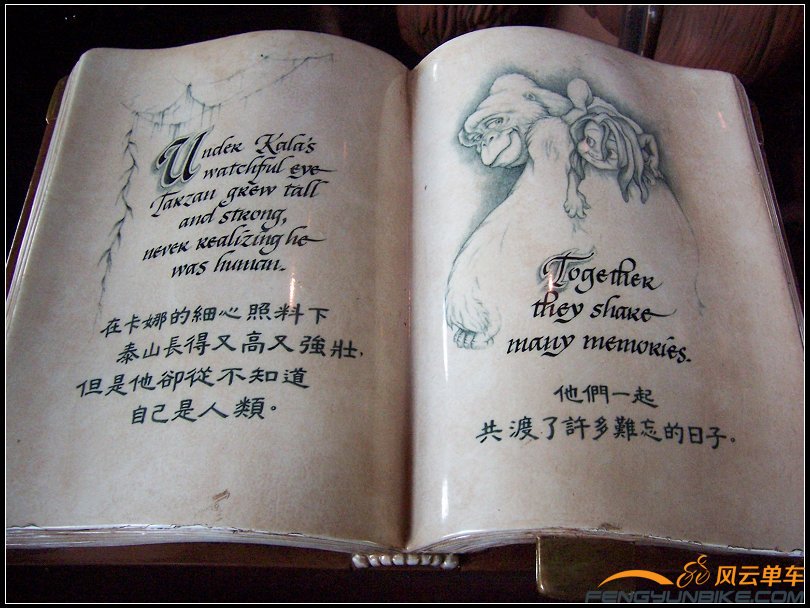 Under Kala's
watchful eye
Tarzan grew tall
and strong,
never realizing he
was human.
在卡娜的細心照料下
泰山長得又高又強壯,
但是他卻從不知道
自己是人類。
Together
they share
many memories.
他們一起
共渡了許多難忘的日子。
风云单车
FENGYUNBIKE.COM